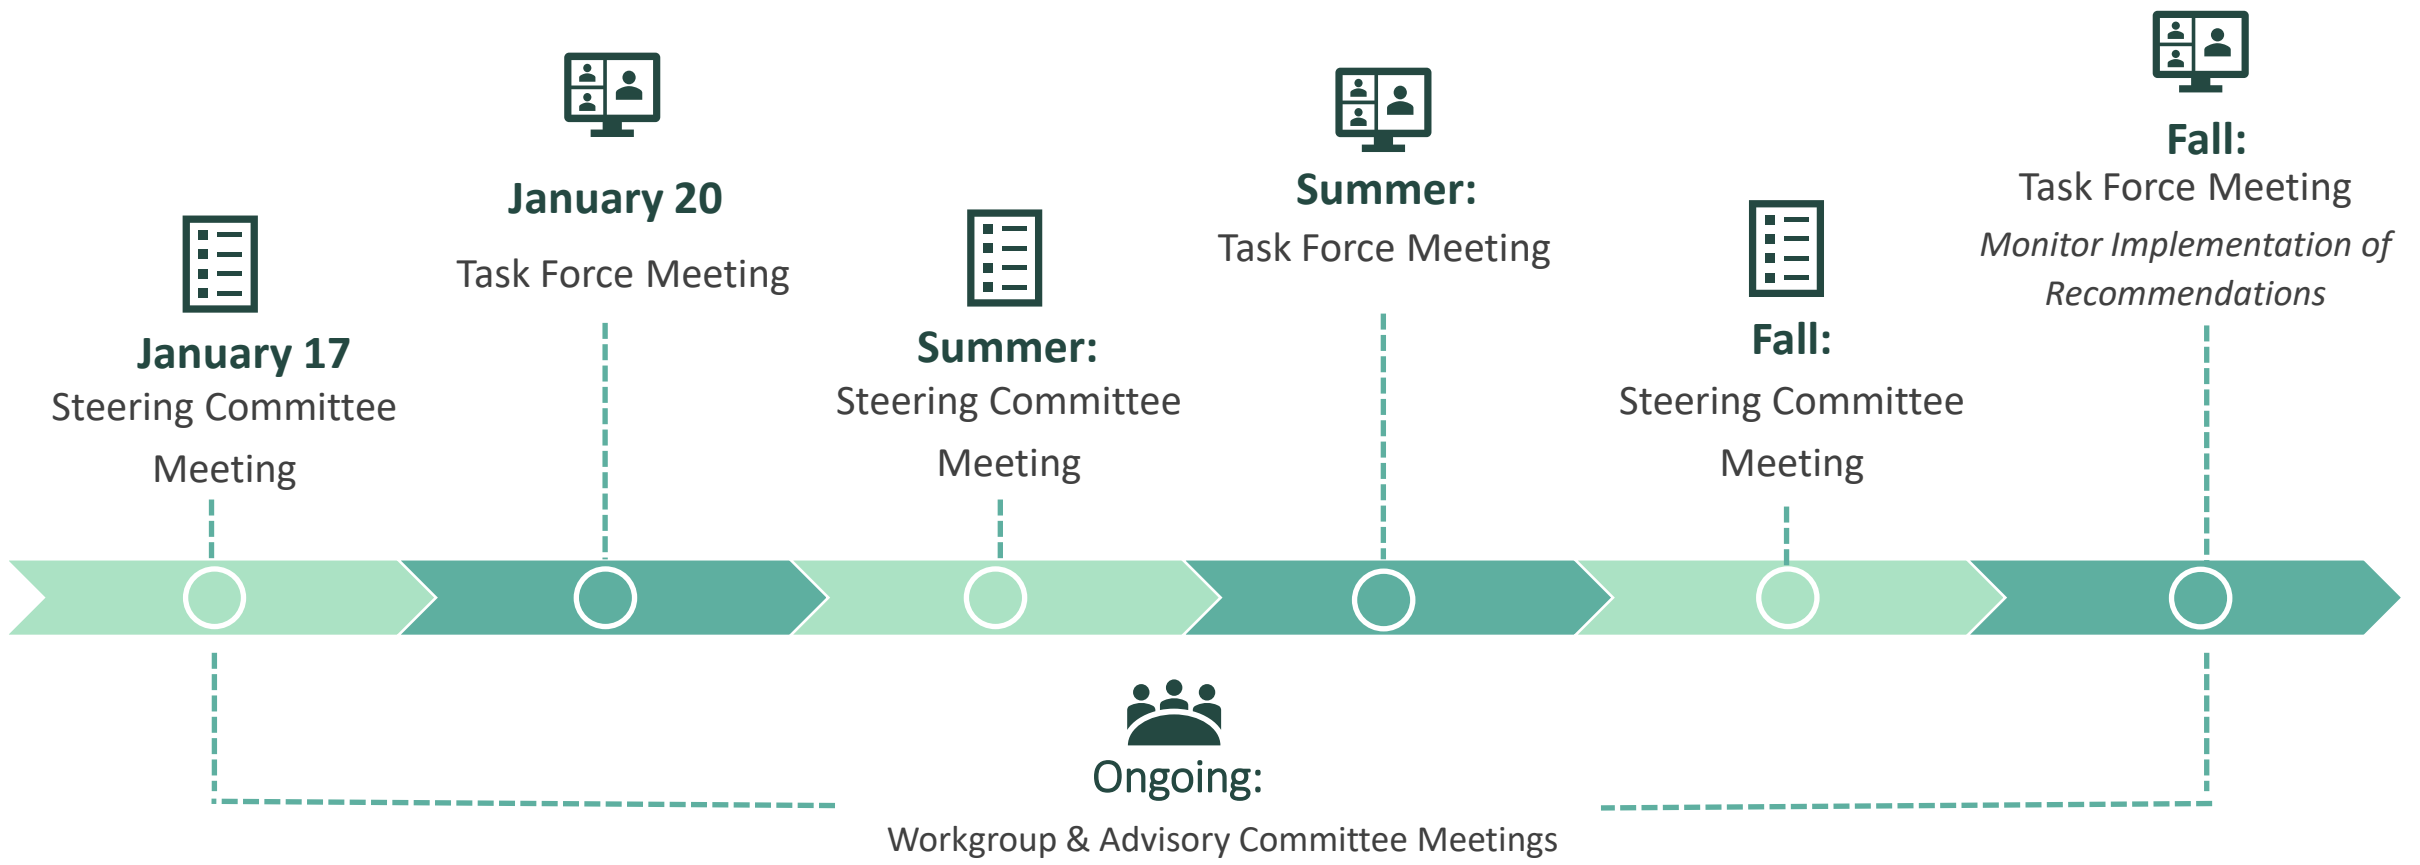 January 17
Steering Committee
Meeting
January 20
Task Force Meeting
Summer:
Steering Committee
Meeting
Summer:
Task Force Meeting
Fall:
Steering Committee
Meeting
Fall:
Task Force Meeting
Monitor Implementation of
Recommendations
Ongoing:
Workgroup & Advisory Committee Meetings